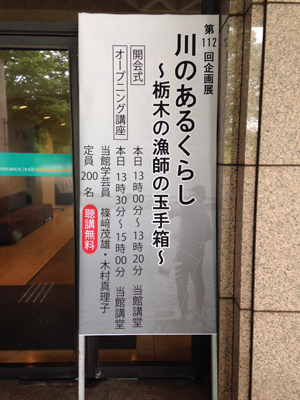 第112回企画展
川のあるくらし
～栃木の漁師の玉手箱～
開会式 本日 13時00分～13時20分 当館講堂
オープニング講座 本日 13時30分～15時00分 当館講堂
当館学芸員 篠﨑茂雄・木村真理子
定員 200 名 聴講無料
entrance/exit